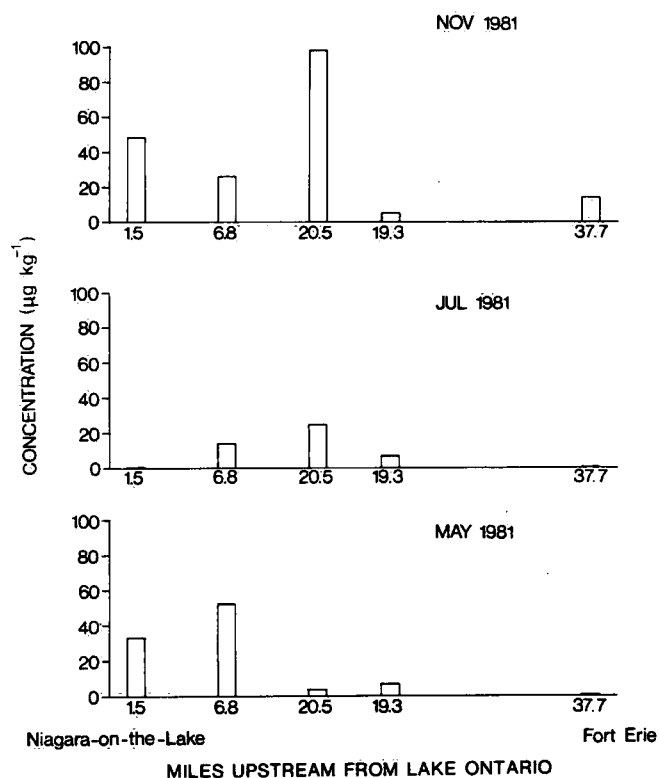 NOV 1981
100
80
60
40
20
0
1.5 6.8 20.5 19.3 37.7
CONCENTRATION (µg kg⁻¹)
JUL 1981
100
80
60
40
20
0
1.5 6.8 20.5 19.3 37.7
MAY 1981
100
80
60
40
20
0
1.5 6.8 20.5 19.3 37.7
Niagara-on-the-Lake Fort Erie
MILES UPSTREAM FROM LAKE ONTARIO